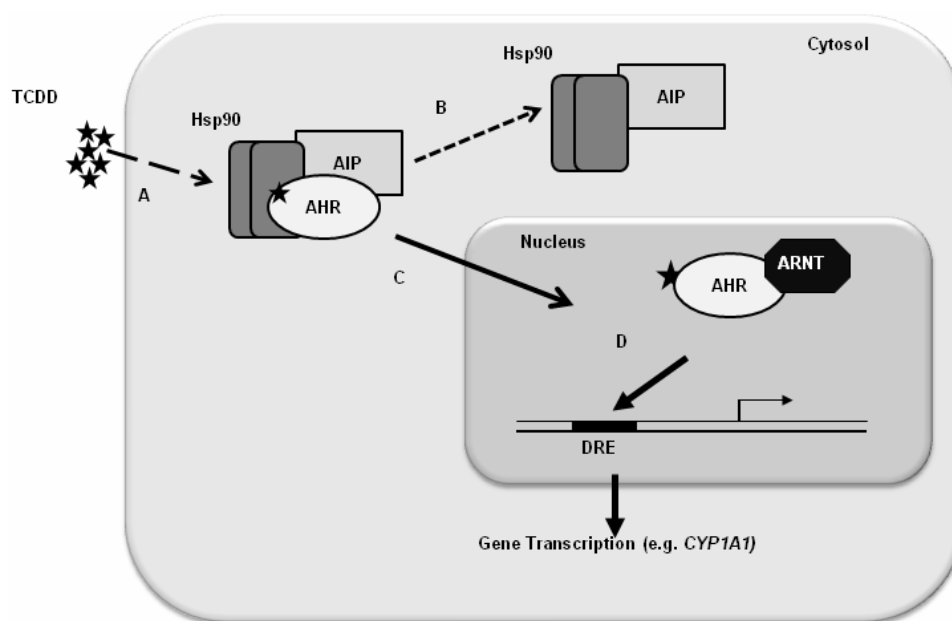 Cytosol
Hsp90
TCDD
AIP
B
Hsp90
AIP
A
AHR
Nucleus
ARNT
AHR
C
D
DRE
Gene Transcription (e.g. CYP1A1)